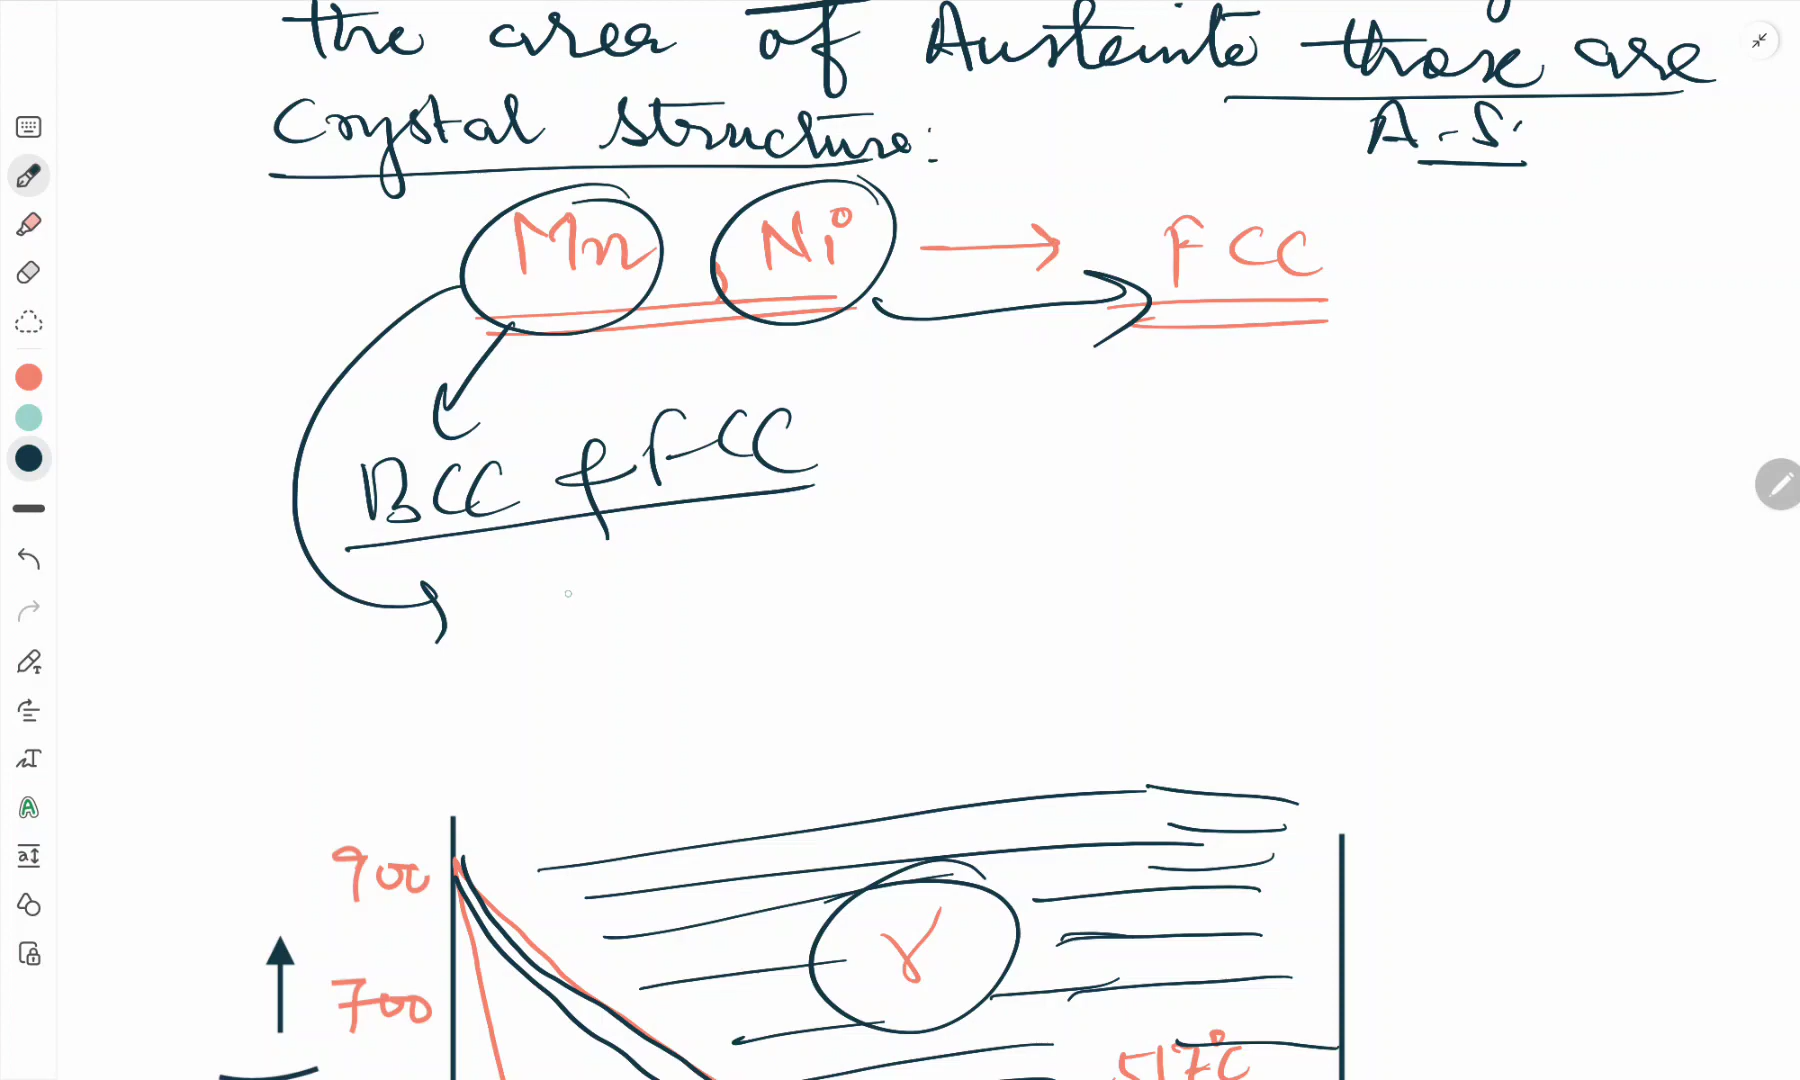 the area of Austenite those are
A.S.
Crystal Structure:
Mn Ni → FCC
BCC & FCC
900
γ
700
517°C